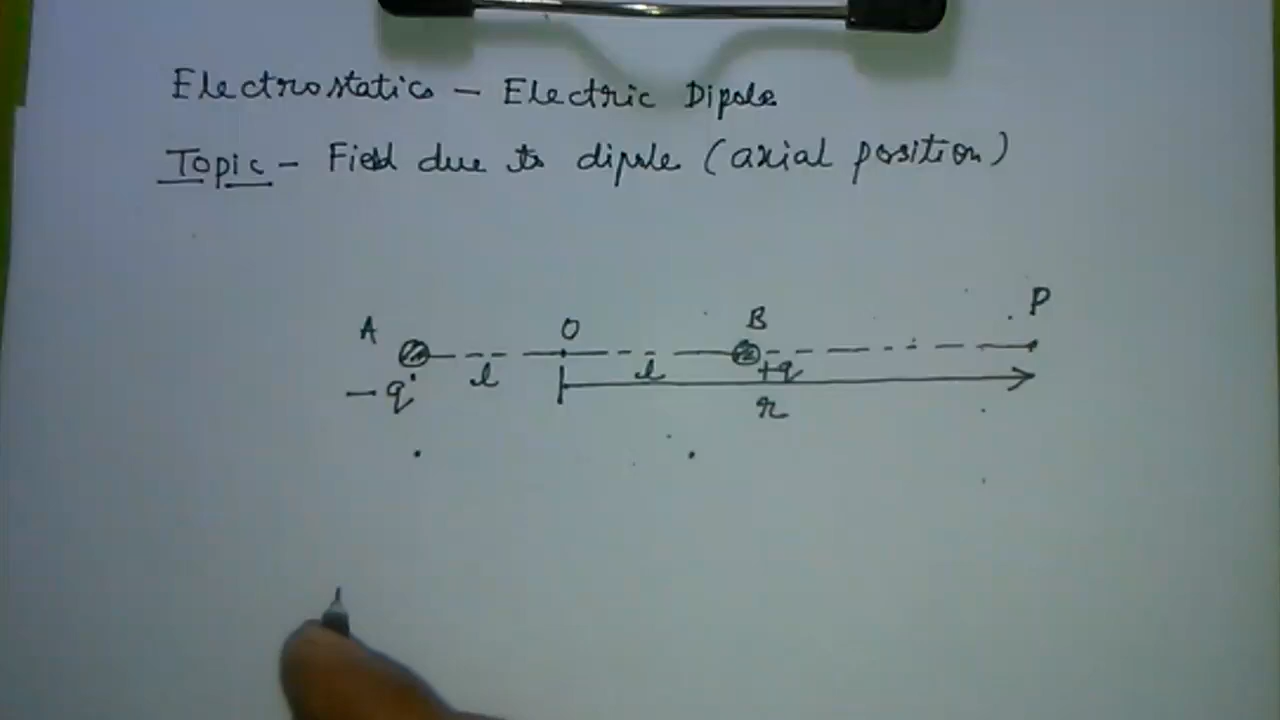 Electrostatics - Electric Dipole
Topic - Field due to dipole (axial position)
A O B P
l l +q
-q r